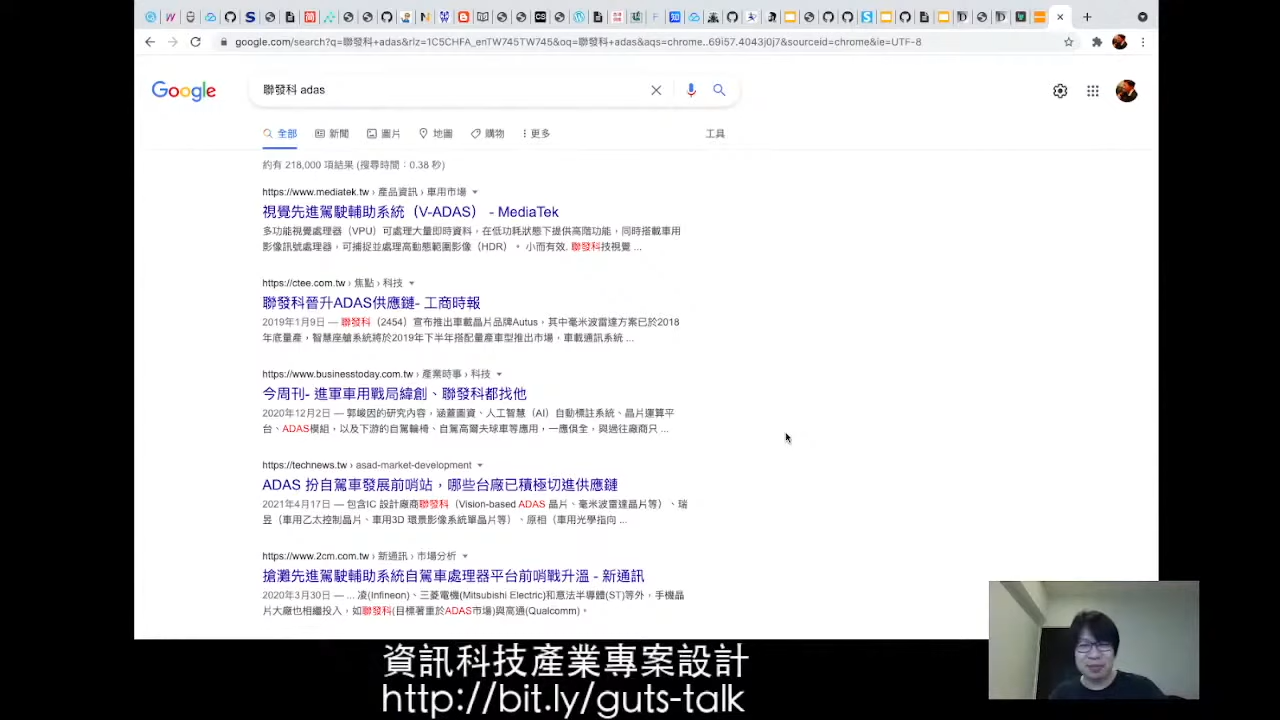 google.com/search?q=聯發科+adas&rlz=1C5CHFA_enTW745TW745&oq=聯發科+adas&aqs=chrome..69i57.4043j0j7&sourceid=chrome&ie=UTF-8
Google
聯發科 adas
全部 新聞 圖片 地圖 購物 更多 工具
約有 218,000 項結果 (搜尋時間：0.38 秒)
https://www.mediatek.tw › 產品資訊 › 車用市場
視覺先進駕駛輔助系統（V-ADAS） - MediaTek
多功能視覺處理器（VPU）可處理大量即時資料，在低功耗狀態下提供高階功能，同時搭載車用
影像訊號處理器，可捕捉並處理高動態範圍影像（HDR）。 小而有效. 聯發科技視覺 ...
https://ctee.com.tw › 焦點 › 科技
聯發科晉升ADAS供應鏈- 工商時報
2019年1月9日 — 聯發科（2454）宣布推出車載晶片品牌Autus，其中毫米波雷達方案已於2018
年底量產，智慧座艙系統將於2019年下半年搭配量產車型推出市場，車載通訊系統 ...
https://www.businesstoday.com.tw › 產業時事 › 科技
今周刊- 進軍車用戰局緯創、聯發科都找他
2020年12月2日 — 郭峻因的研究內容，涵蓋圖資、人工智慧（AI）自動標註系統、晶片運算平
台、ADAS模組，以及下游的自駕輪椅、自駕高爾夫球車等應用，一應俱全，與過往廠商只 ...
https://technews.tw › asad-market-development
ADAS 扮自駕車發展前哨站，哪些台廠已積極切進供應鏈
2021年4月17日 — 包含IC 設計廠商聯發科（Vision-based ADAS 晶片、毫米波雷達晶片等）、瑞
昱（車用乙太控制晶片、車用3D 環景影像系統單晶片等）、原相（車用光學指向 ...
https://www.2cm.com.tw › 新通訊 › 市場分析
搶灘先進駕駛輔助系統自駕車處理器平台前哨戰升溫 - 新通訊
2020年3月30日 — ... 凌(Infineon)、三菱電機(Mitsubishi Electric)和意法半導體(ST)等外，手機晶
片大廠也相繼投入，如聯發科(目標著重於ADAS市場)與高通(Qualcomm)，
資訊科技產業專案設計
http://bit.ly/guts-talk